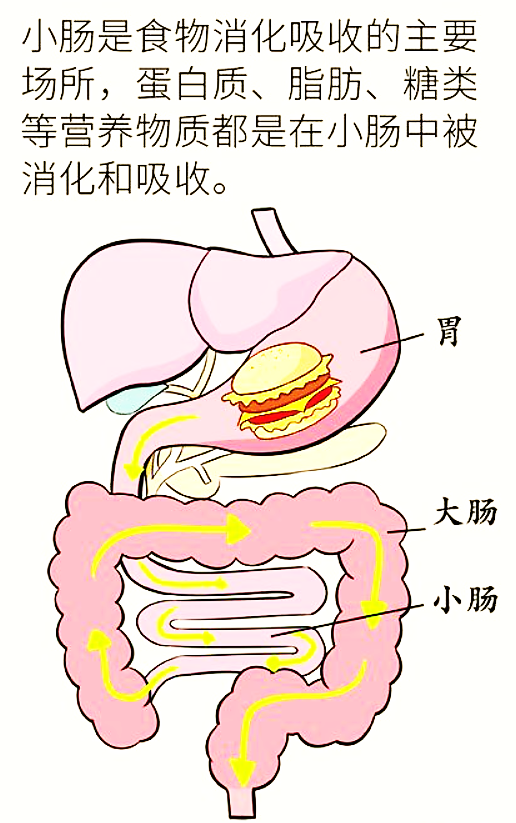 小肠是食物消化吸收的主要
场所，蛋白质、脂肪、糖类
等营养物质都是在小肠中被
消化和吸收。
胃
大肠
小肠